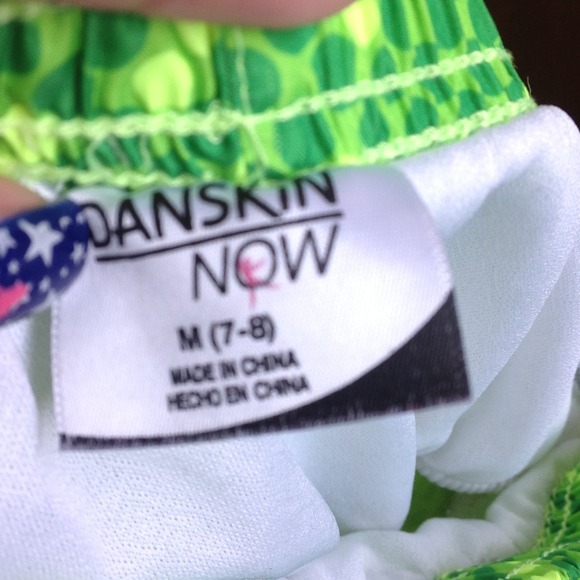 DANSKIN
NOW
M (7-8)
MADE IN CHINA
HECHO EN CHINA